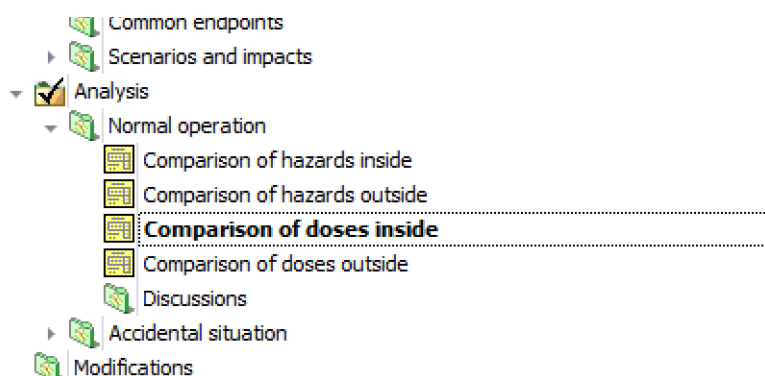 Common endpoints
Scenarios and impacts
Analysis
Normal operation
Comparison of hazards inside
Comparison of hazards outside
Comparison of doses inside
Comparison of doses outside
Discussions
Accidental situation
Modifications